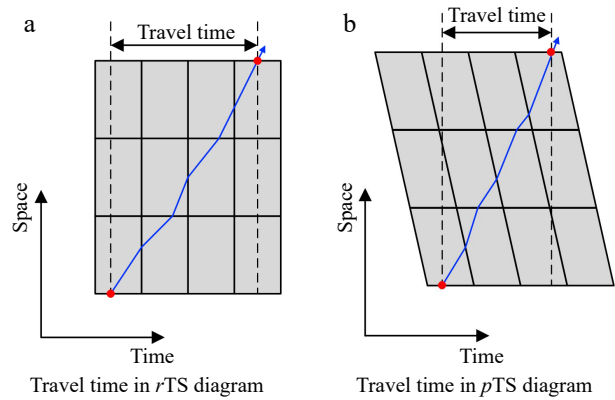 a
Travel time
Space
Time
Travel time in rTS diagram
b
Travel time
Space
Time
Travel time in pTS diagram